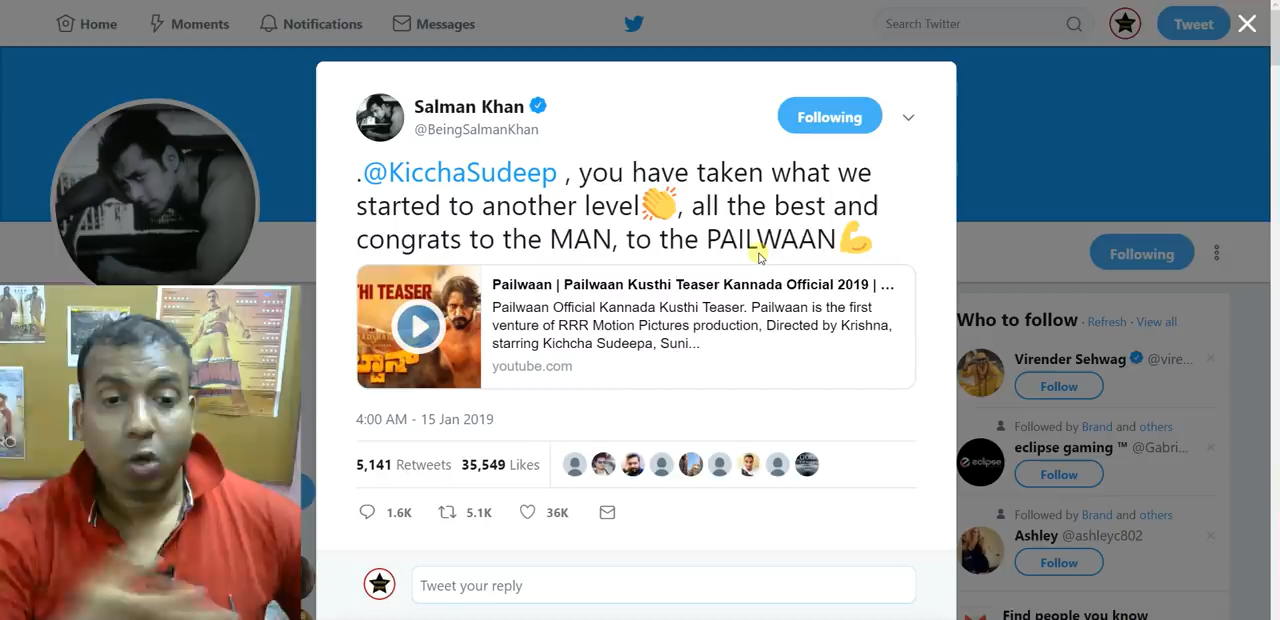 Home
Moments
Notifications
Messages
Search Twitter
Tweet
Salman Khan
@BeingSalmanKhan
Following
.@KicchaSudeep , you have taken what we
started to another level👏, all the best and
congrats to the MAN, to the PAILWAAN💪
HI TEASER
Pailwaan | Pailwaan Kusthi Teaser Kannada Official 2019 | ...
Pailwaan Official Kannada Kusthi Teaser. Pailwaan is the first
venture of RRR Motion Pictures production, Directed by Krishna,
starring Kichcha Sudeepa, Suni...
youtube.com
4:00 AM - 15 Jan 2019
5,141 Retweets 35,549 Likes
1.6K 5.1K 36K
Tweet your reply
Following
Who to follow · Refresh · View all
Virender Sehwag @vire...
Follow
Followed by Brand and others
eclipse gaming ™ @Gabri...
eclipse
Follow
Followed by Brand and others
Ashley @ashleyc802
Follow
Find people you know